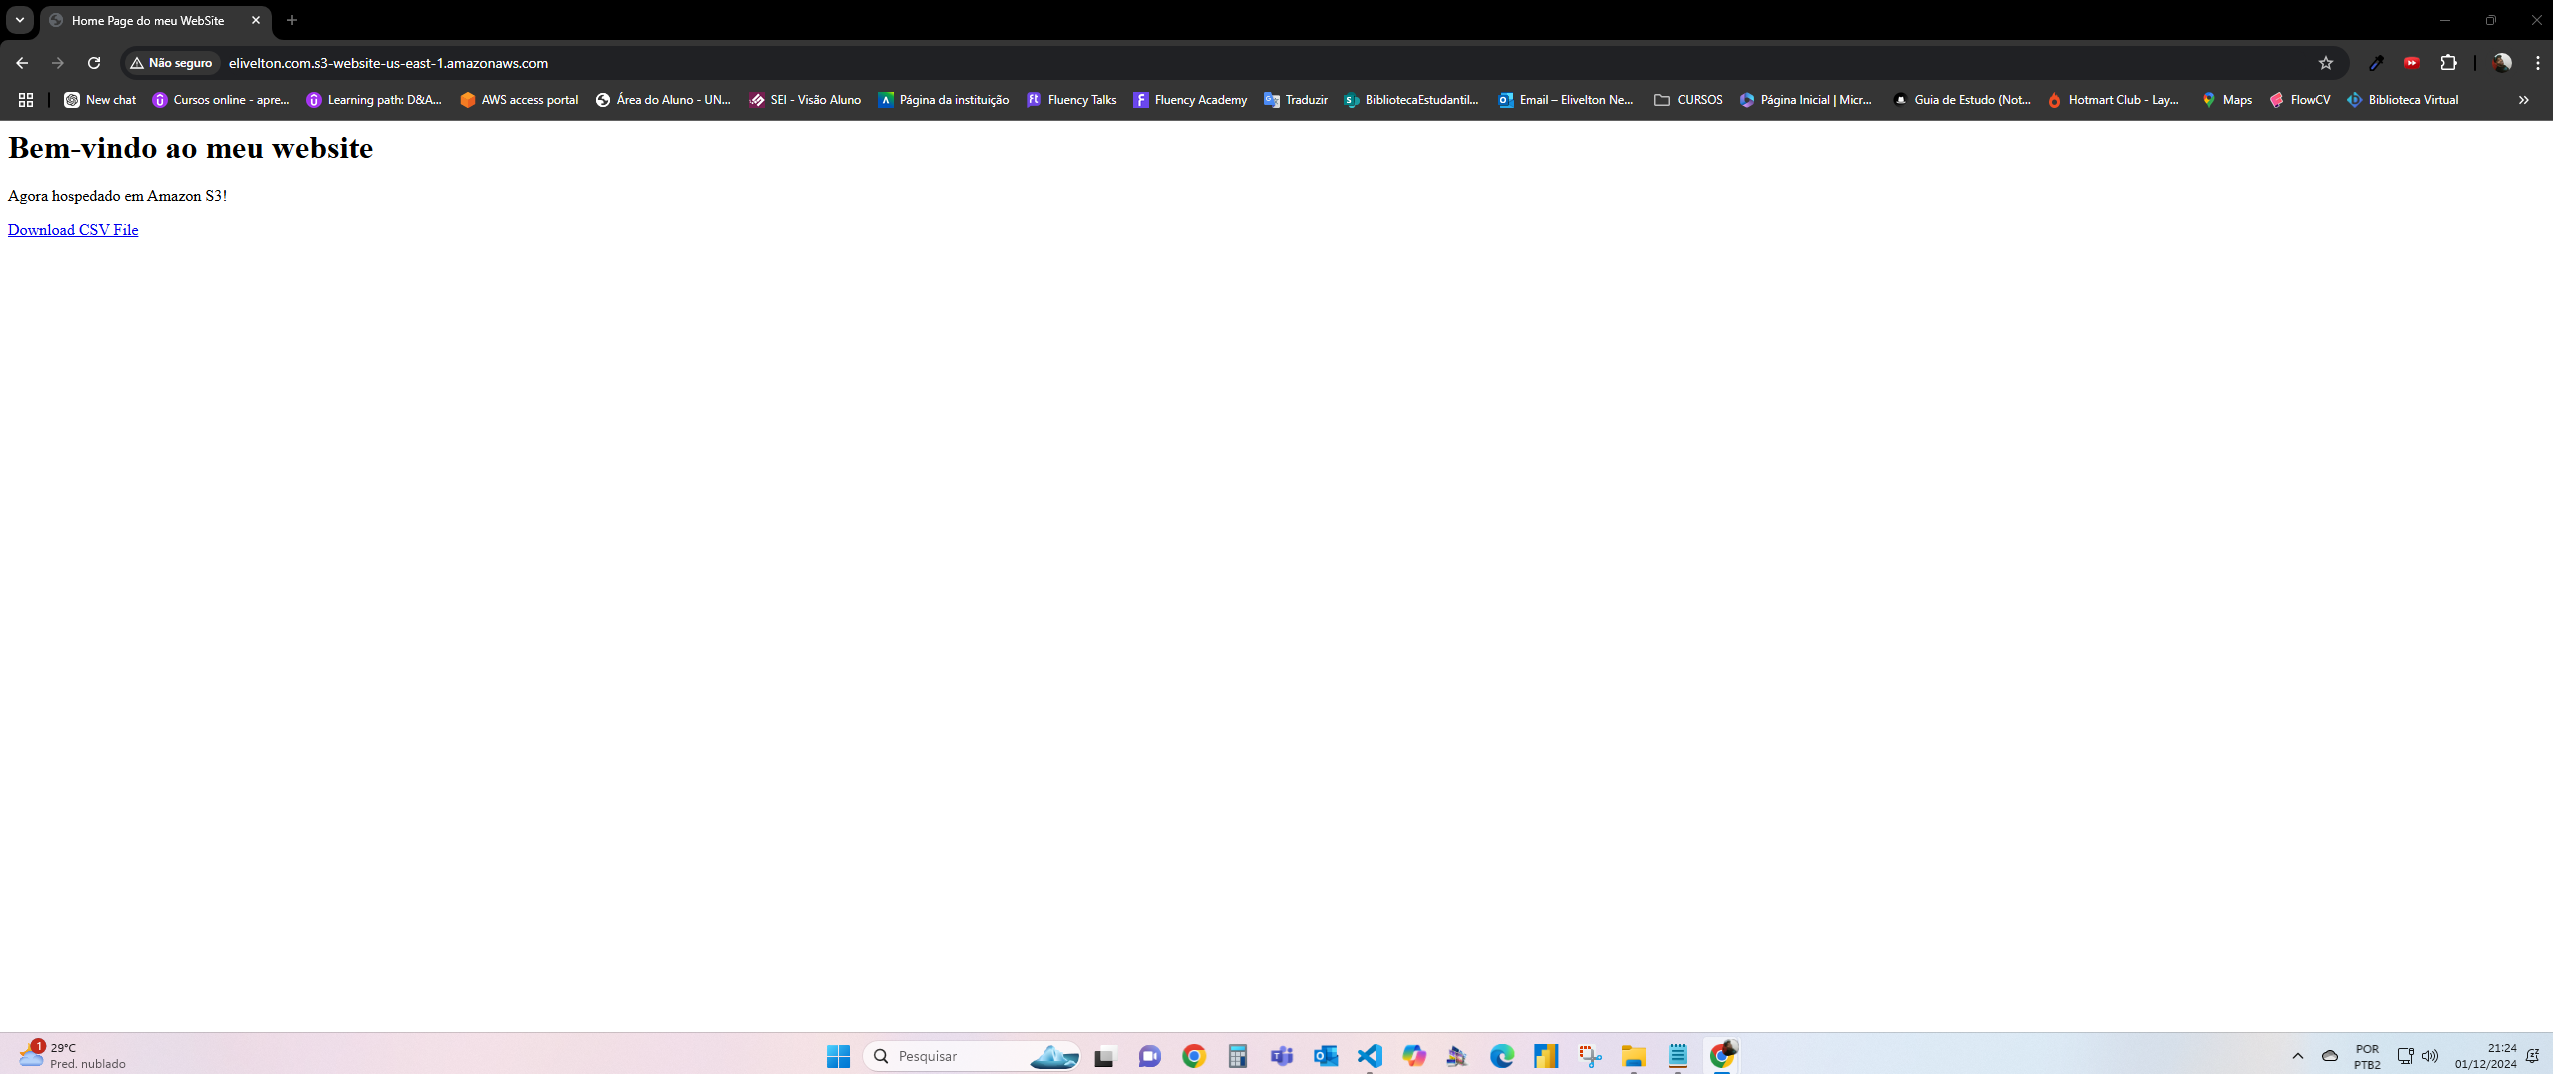 Home Page do meu WebSite
Não seguro
elivelton.com.s3-website-us-east-1.amazonaws.com
New chat
Cursos online - apre...
Learning path: D&A...
AWS access portal
Área do Aluno - UN...
SEI - Visão Aluno
Página da instituição
Ft
Fluency Talks
F
Fluency Academy
Traduzir
BibliotecaEstudantil...
Email – Elivelton Ne...
CURSOS
Página Inicial | Micr...
Guia de Estudo (Not...
Hotmart Club - Lay...
Maps
FlowCV
Biblioteca Virtual
Bem-vindo ao meu website
Agora hospedado em Amazon S3!
Download CSV File
1
29°C
Pred. nublado
Pesquisar
POR
PTB2
21:24
01/12/2024